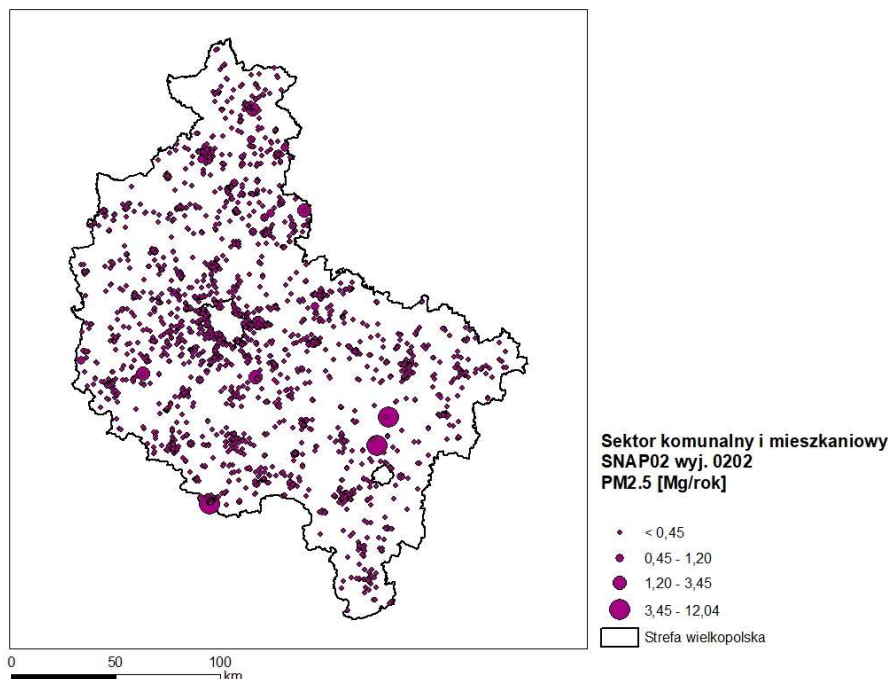 Sektor komunalny i mieszkaniowy
SNAP02 wyj. 0202
PM2.5 [Mg/rok]
< 0,45
0,45 - 1,20
1,20 - 3,45
3,45 - 12,04
Strefa wielkopolska
0 50 100
km